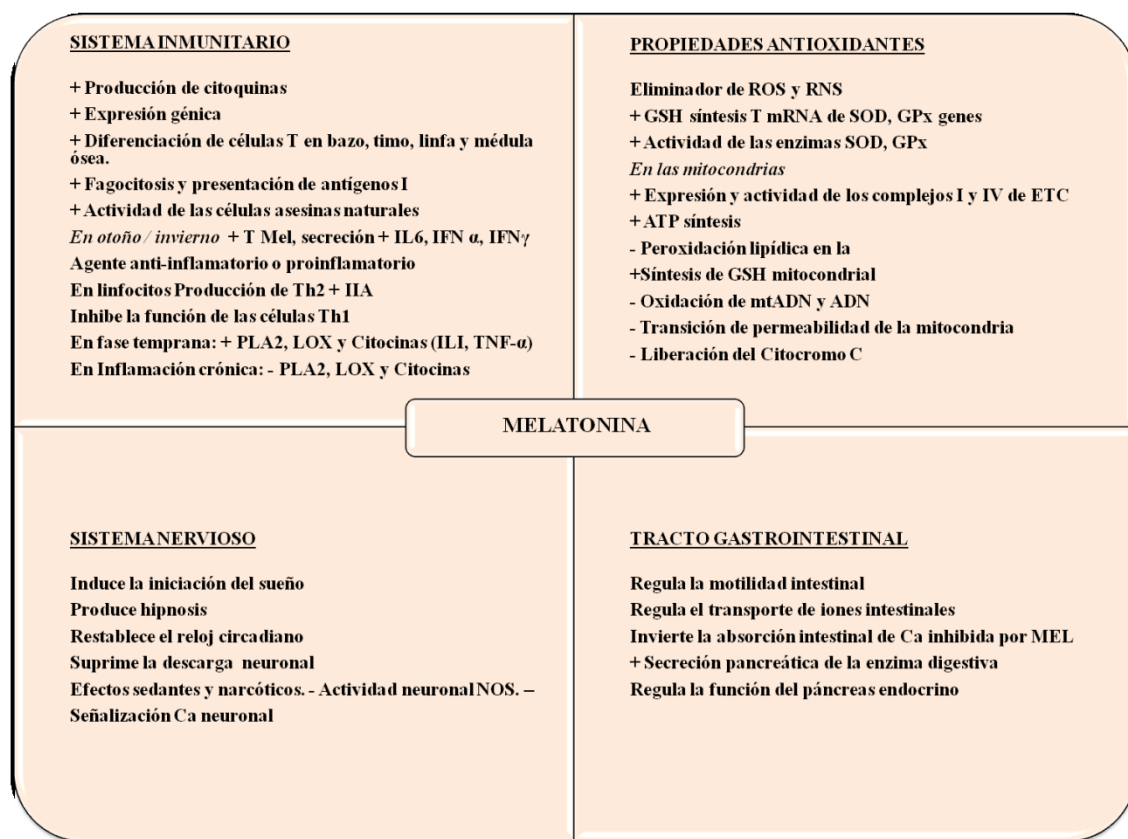 SISTEMA INMUNITARIO
+ Producción de citoquinas
+ Expresión génica
+ Diferenciación de células T en bazo, timo, linfa y médula
ósea.
+ Fagocitosis y presentación de antígenos I
+ Actividad de las células asesinas naturales
En otoño / invierno + T Mel, secreción + IL6, IFN α, IFNγ
Agente anti-inflamatorio o proinflamatorio
En linfocitos Producción de Th2 + IIA
Inhibe la función de las células Th1
En fase temprana: + PLA2, LOX y Citocinas (ILI, TNF-α)
En Inflamación crónica: - PLA2, LOX y Citocinas
PROPIEDADES ANTIOXIDANTES
Eliminador de ROS y RNS
+ GSH síntesis T mRNA de SOD, GPx genes
+ Actividad de las enzimas SOD, GPx
En las mitocondrias
+ Expresión y actividad de los complejos I y IV de ETC
+ ATP síntesis
- Peroxidación lipídica en la
+Síntesis de GSH mitocondrial
- Oxidación de mtADN y ADN
- Transición de permeabilidad de la mitocondria
- Liberación del Citocromo C
MELATONINA
SISTEMA NERVIOSO
Induce la iniciación del sueño
Produce hipnosis
Restablece el reloj circadiano
Suprime la descarga neuronal
Efectos sedantes y narcóticos. - Actividad neuronal NOS. –
Señalización Ca neuronal
TRACTO GASTROINTESTINAL
Regula la motilidad intestinal
Regula el transporte de iones intestinales
Invierte la absorción intestinal de Ca inhibida por MEL
+ Secreción pancreática de la enzima digestiva
Regula la función del páncreas endocrino